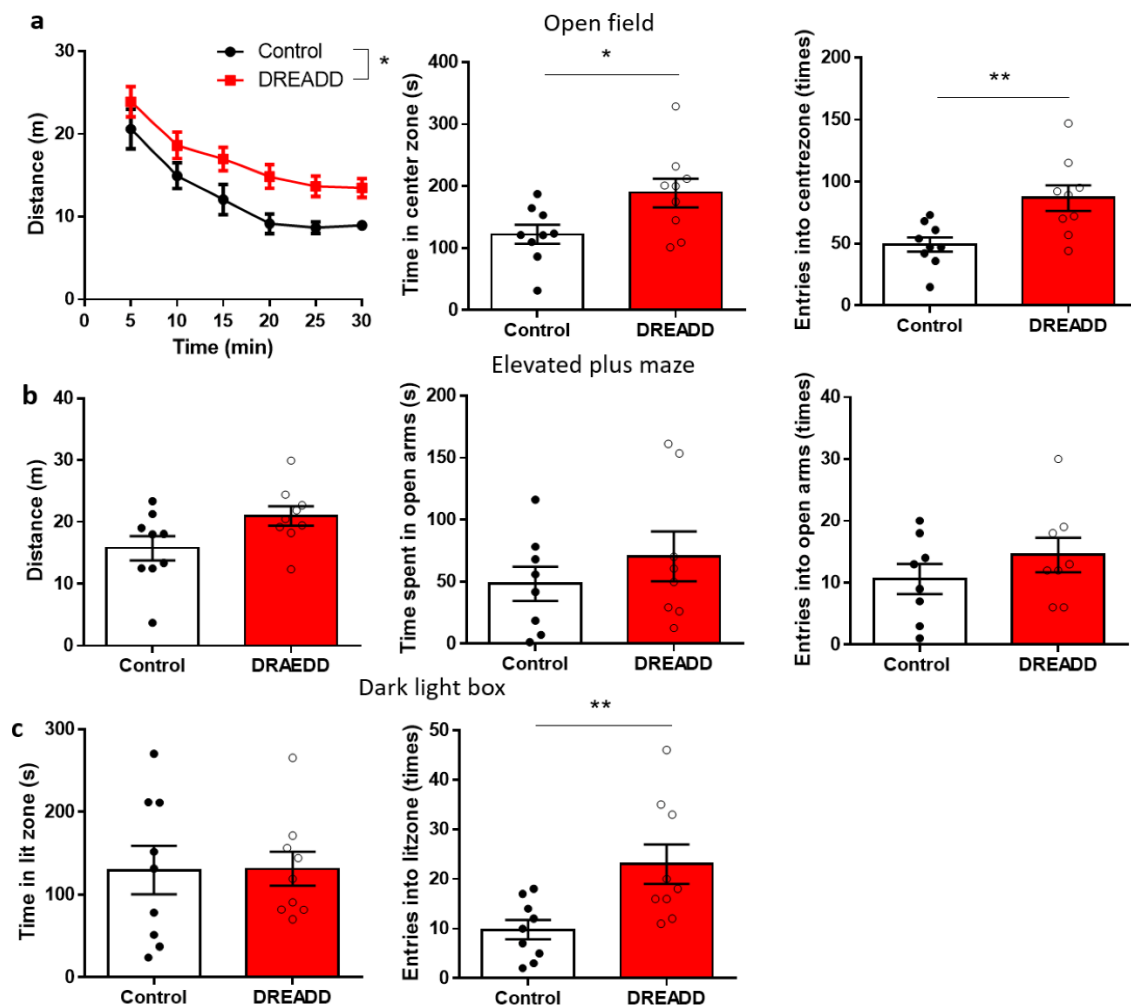 a
Open field
Control
DREADD
*
Distance (m)
30
20
10
0
0 5 10 15 20 25 30
Time (min)
*
Time in center zone (s)
400
300
200
100
0
Control DREADD
**
Entries into centrezone (times)
200
150
100
50
0
Control DREADD
Elevated plus maze
b
Distance (m)
40
30
20
10
0
Control DRAEDD
Time spent in open arms (s)
200
150
100
50
0
Control DREADD
Entries into open arms (times)
40
30
20
10
0
Control DREADD
Dark light box
c
Time in lit zone (s)
300
200
100
0
Control DREADD
**
Entries into litzone (times)
50
40
30
20
10
0
Control DREADD